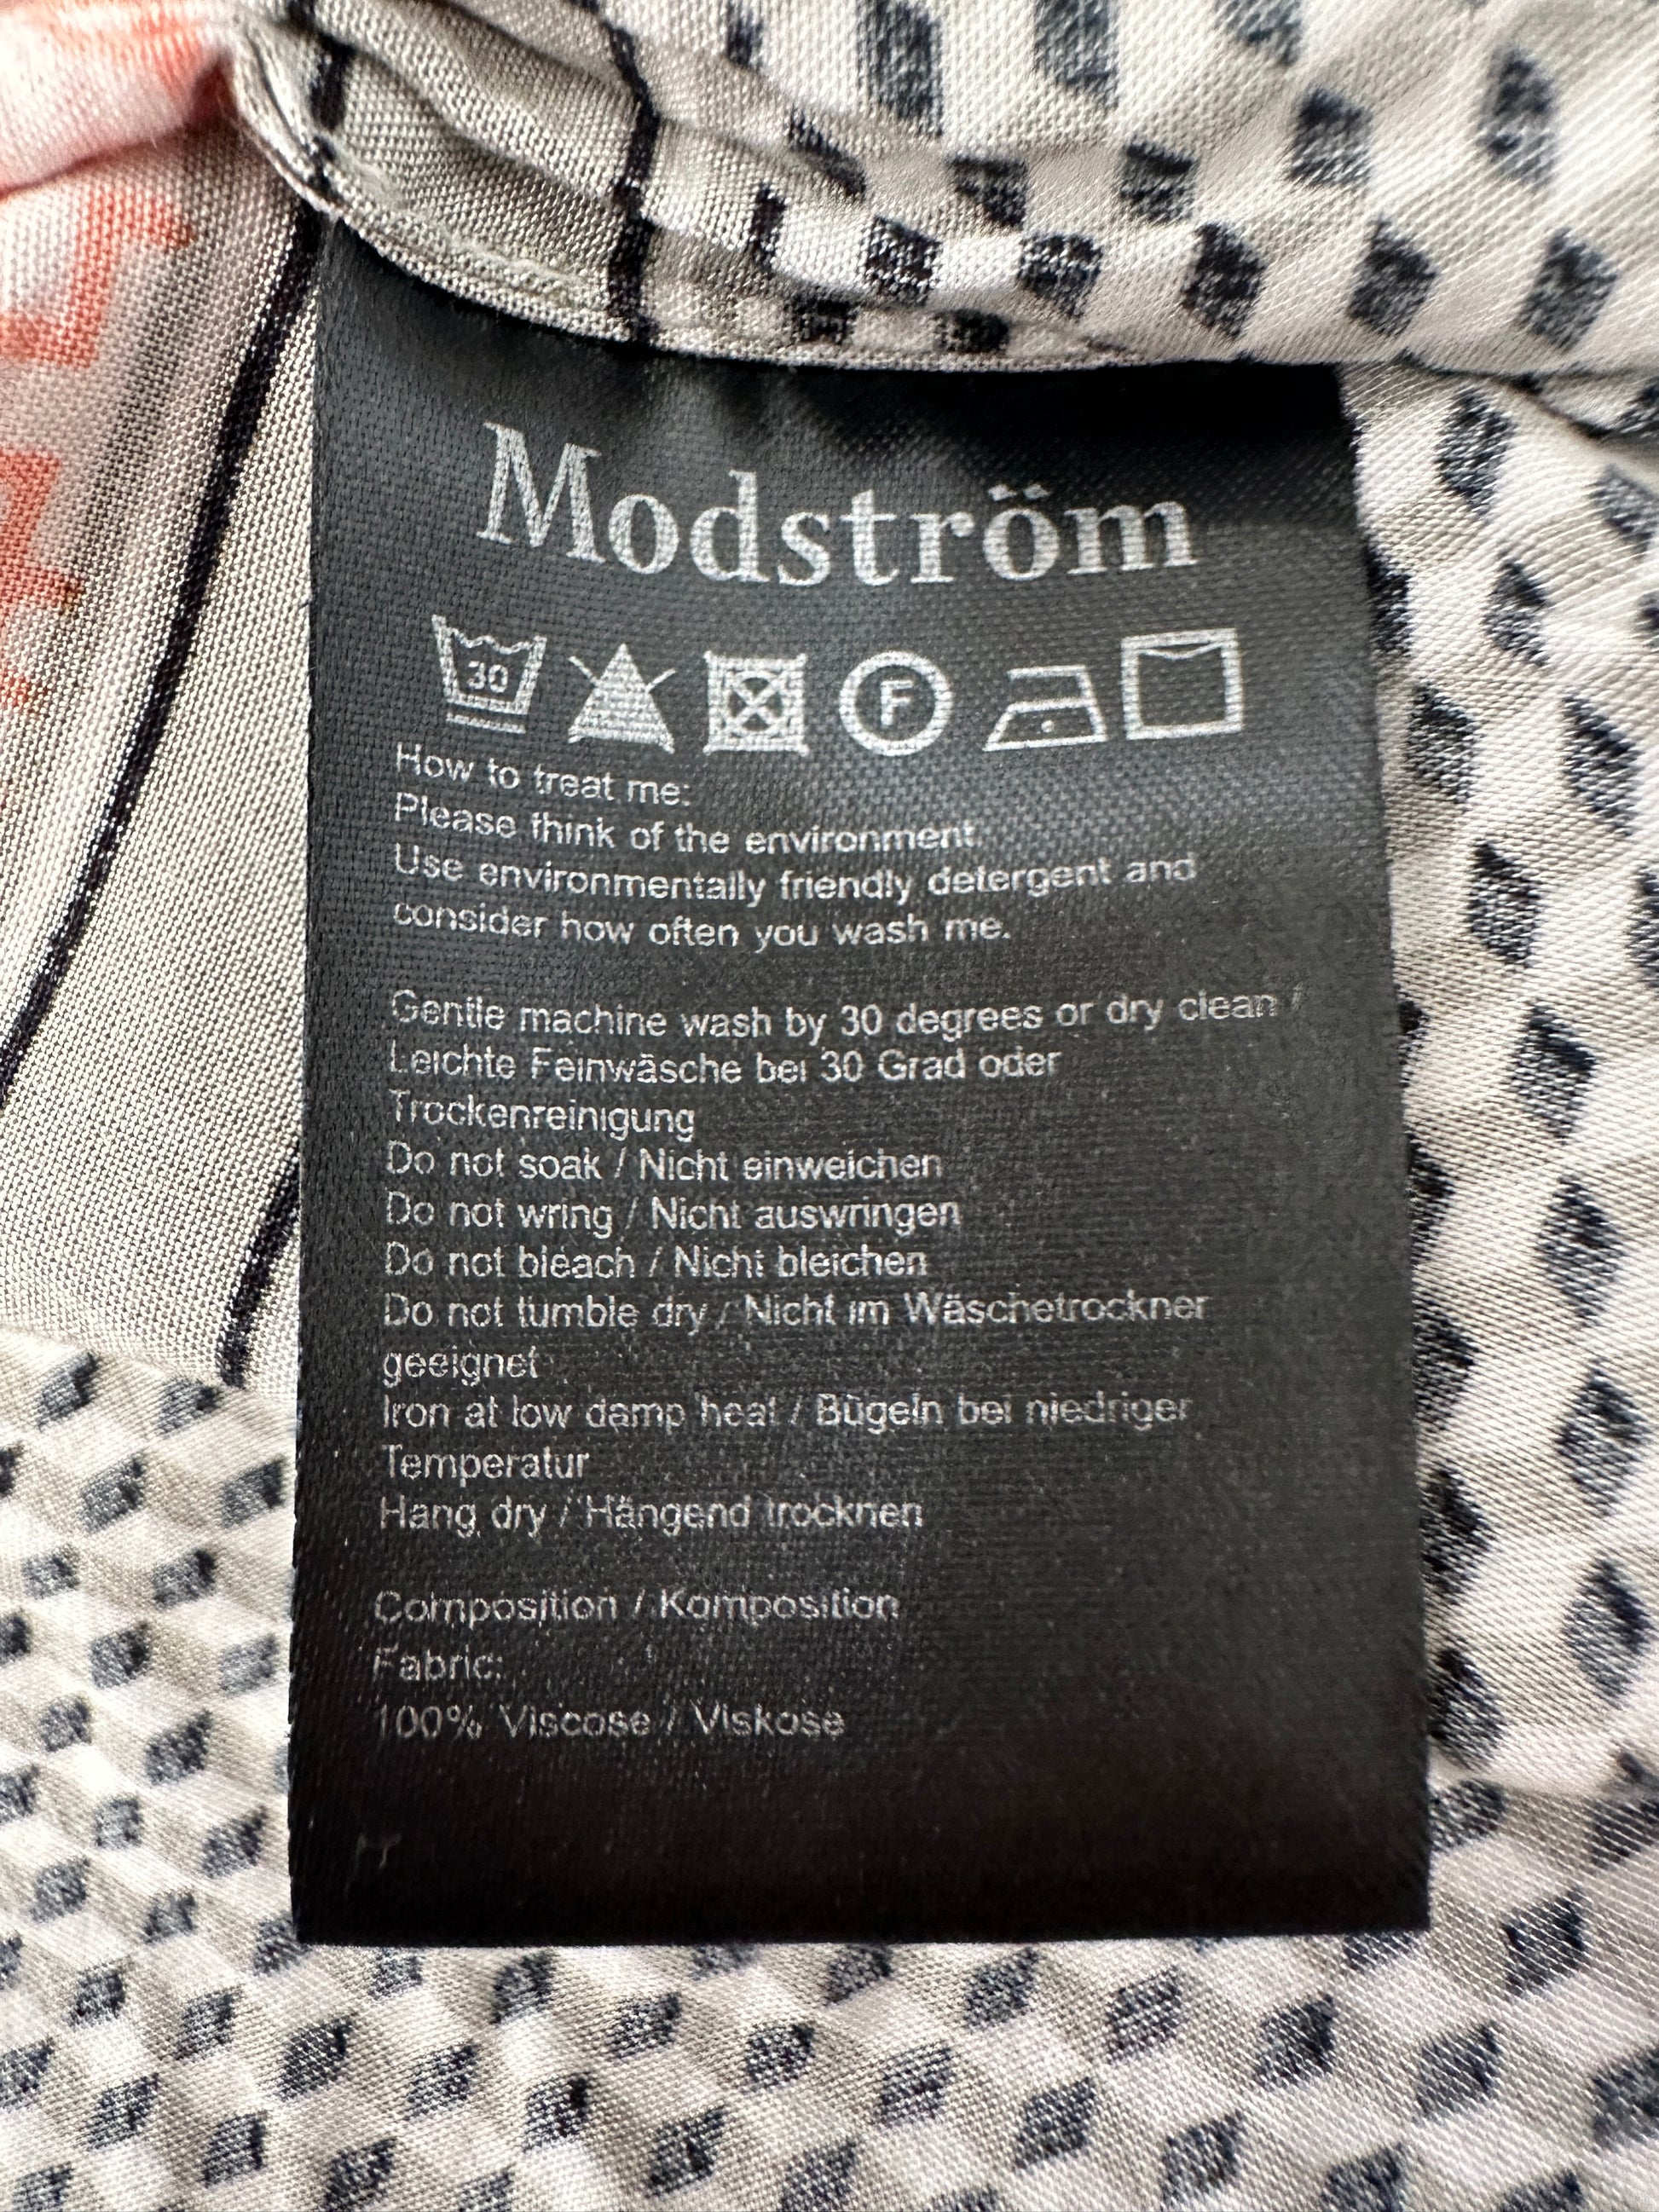 Modström
30 F
How to treat me:
Please think of the environment.
Use environmentally friendly detergent and
consider how often you wash me.
Gentle machine wash by 30 degrees or dry clean /
Leichte Feinwäsche bei 30 Grad oder
Trockenreinigung
Do not soak / Nicht einweichen
Do not wring / Nicht auswringen
Do not bleach / Nicht bleichen
Do not tumble dry / Nicht im Wäschetrockner
geeignet
Iron at low damp heat / Bügeln bei niedriger
Temperatur
Hang dry / Hängend trocknen
Composition / Komposition
Fabric:
100% Viscose / Viskose